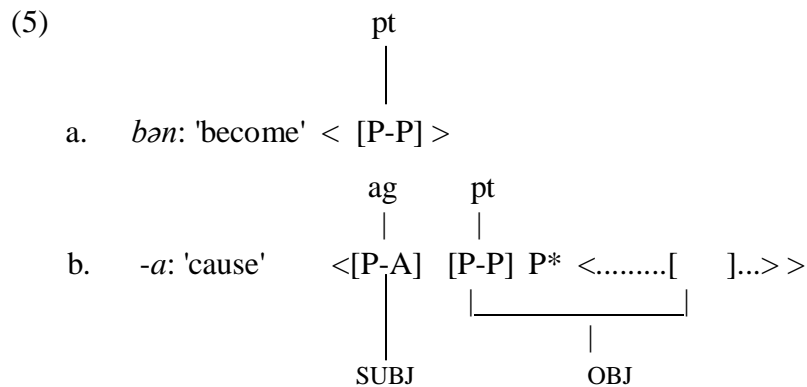 (5) pt
a. bən: 'become' < [P-P] >
ag pt
b. -a: 'cause' <[P-A] [P-P] P* <.........[ ]...> >
SUBJ OBJ